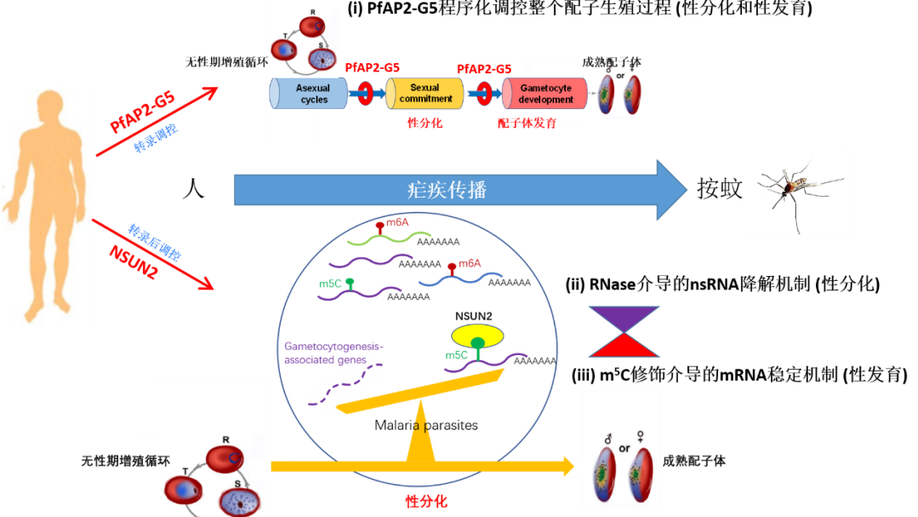 (i) PfAP2-G5程序化调控整个配子生殖过程 (性分化和性发育)
无性期增殖循环
R
T
S
PfAP2-G5
PfAP2-G5
成熟配子体
♂ or ♀
Asexual
cycles
Sexual
commitment
Gametocyte
development
性分化
配子体发育
PfAP2-G5
转录调控
人
疟疾传播
按蚊
转录后调控
NSUN2
m6A
AAAAAAA
AAAAAAA
m6A
AAAAAAA
m5C
AAAAAAA
(ii) RNase介导的nsRNA降解机制 (性分化)
NSUN2
Gametocytogenesis-
associated genes
m5C
AAAAAAA
(iii) m⁵C修饰介导的mRNA稳定机制 (性发育)
Malaria parasites
无性期增殖循环
R
T
S
♂ or ♀
成熟配子体
性分化